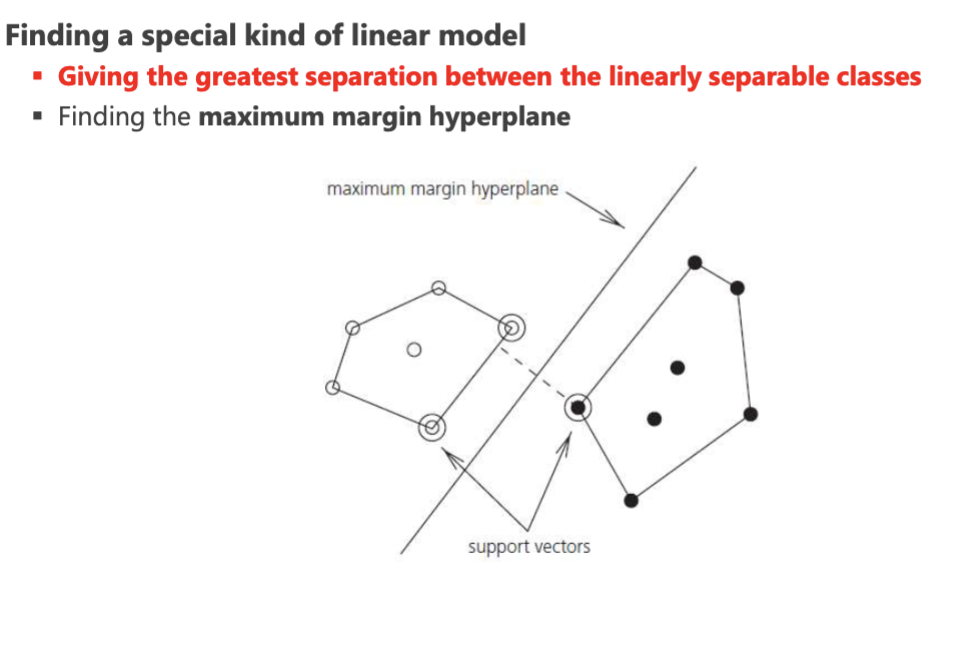 Finding a special kind of linear model
▪ Giving the greatest separation between the linearly separable classes
▪ Finding the maximum margin hyperplane
maximum margin hyperplane
support vectors